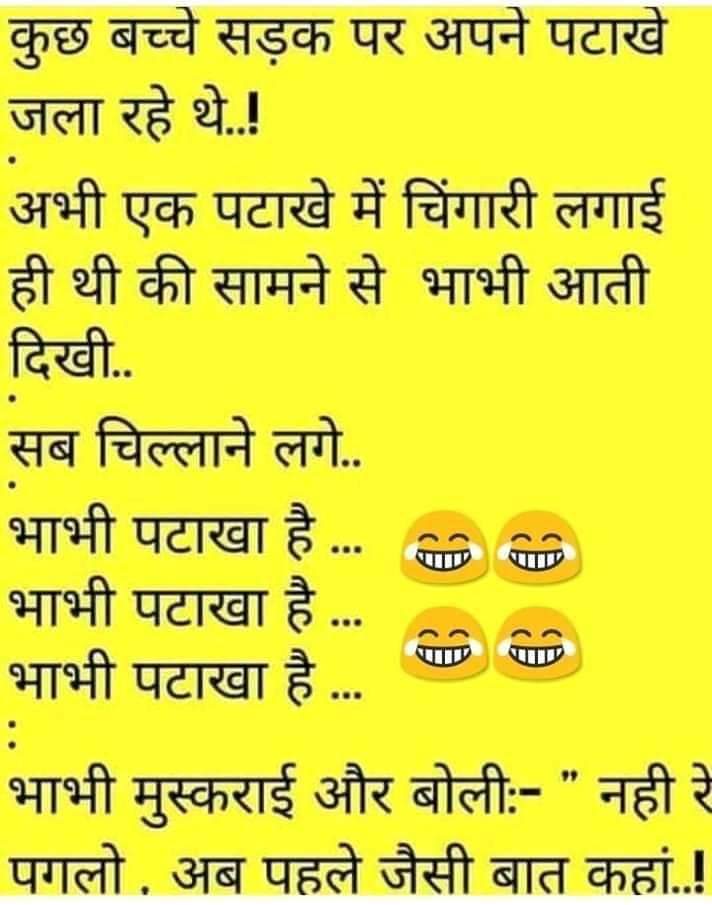 कुछ बच्चे सड़क पर अपने पटाखे
जला रहे थे..!
.
अभी एक पटाखे में चिंगारी लगाई
ही थी की सामने से भाभी आती
दिखी..
.
सब चिल्लाने लगे..
.
भाभी पटाखा है ...
भाभी पटाखा है ...
भाभी पटाखा है ...
:
भाभी मुस्कराई और बोली:- " नही रे
पगलो . अब पहले जैसी बात कहां..!